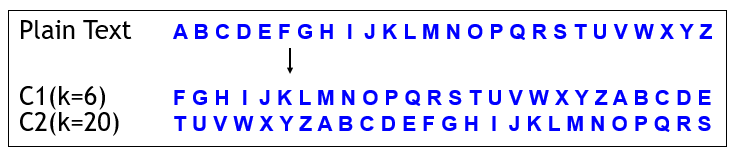 Plain Text A B C D E F G H I J K L M N O P Q R S T U V W X Y Z
C1(k=6) F G H I J K L M N O P Q R S T U V W X Y Z A B C D E
C2(k=20) T U V W X Y Z A B C D E F G H I J K L M N O P Q R S